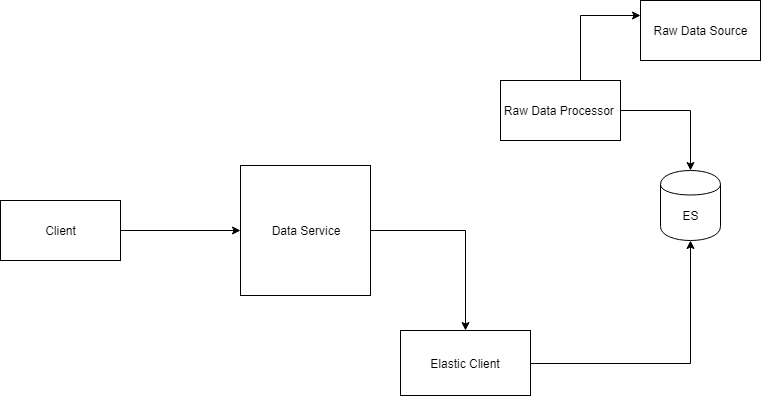 Raw Data Source
Raw Data Processor
ES
Client
Data Service
Elastic Client